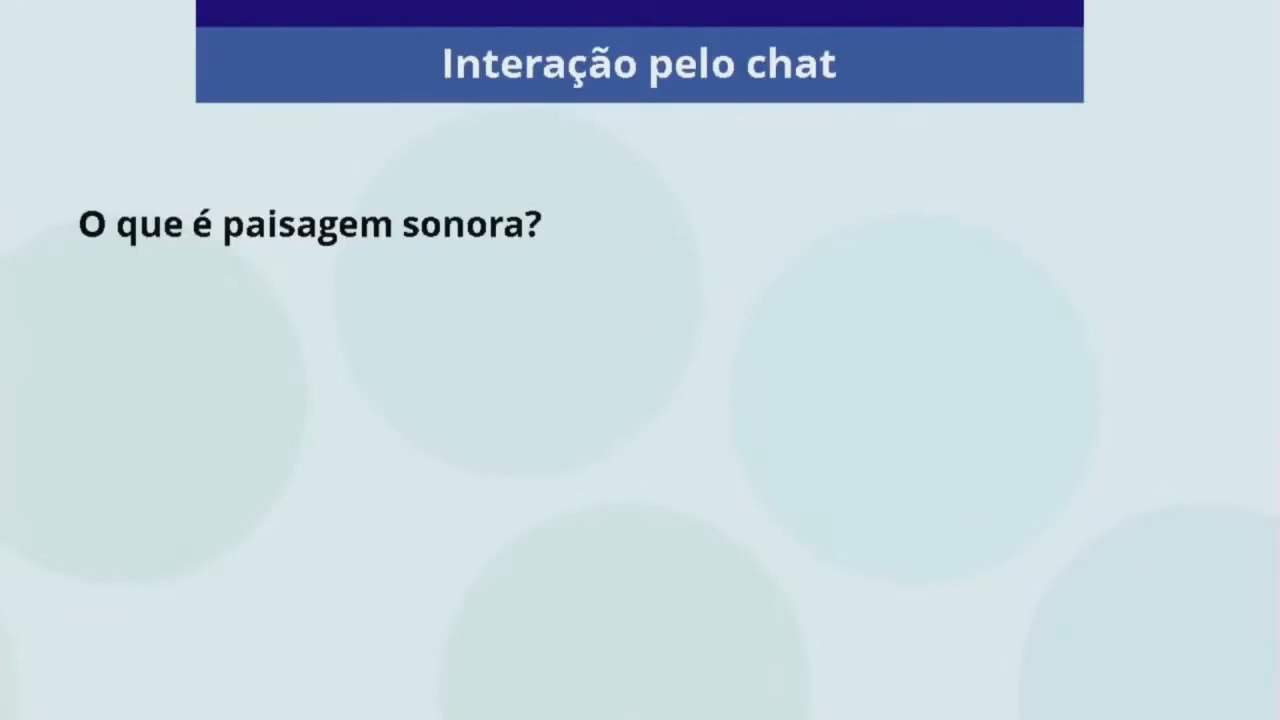 Interação pelo chat
O que é paisagem sonora?